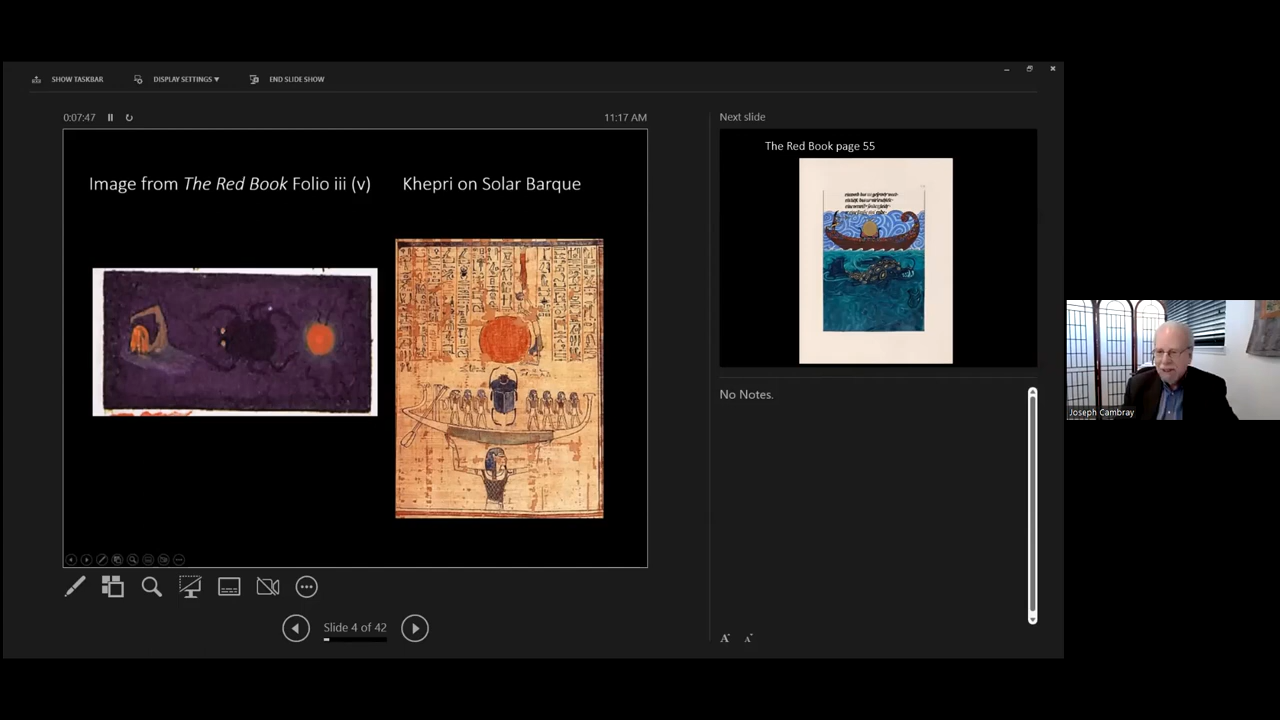 SHOW TASKBAR
DISPLAY SETTINGS ▼
END SLIDE SHOW
0:07:47
11:17 AM
Image from The Red Book Folio iii (v)
Khepri on Solar Barque
Slide 4 of 42
Next slide
The Red Book page 55
No Notes.
A
A
Joseph Cambray